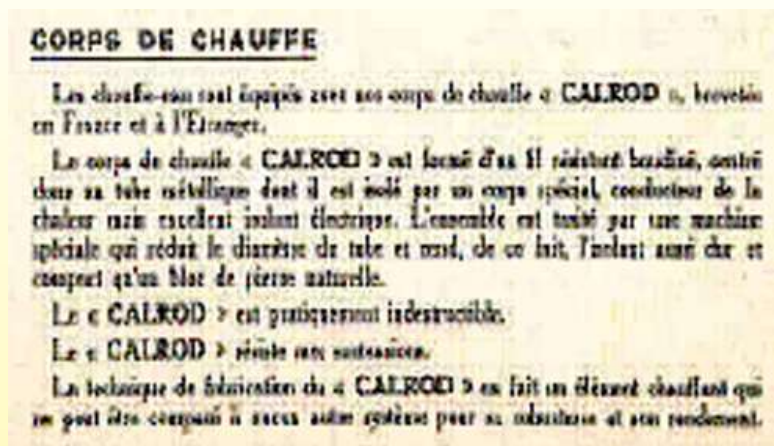 CORPS DE CHAUFFE
Les chauffe-eau sont équipés avec nos corps de chauffe « CALROD », brevetés
en France et à l'Etranger.
Le corps de chauffe « CALROD » est formé d'un fil résistant boudiné, centré
dans un tube métallique dont il est isolé par un corps spécial, conducteur de la
chaleur mais excellent isolant électrique. L'ensemble est traité par une machine
spéciale qui réduit le diamètre du tube et rend, de ce fait, l'isolant aussi dur et
compact qu'un bloc de pierre naturelle.
Le « CALROD » est pratiquement indestructible.
Le « CALROD » résiste aux
La technique de fabrication du « CALROD » en fait un élément chauffant qui
ne peut être comparé à aucun autre système pour sa robustesse et son rendement.